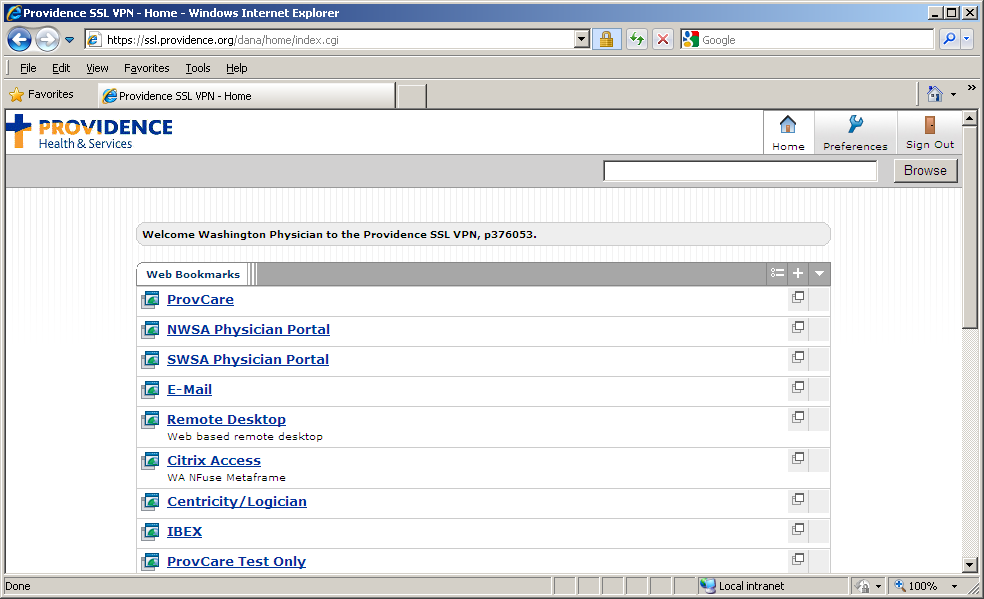 Providence SSL VPN - Home - Windows Internet Explorer
https://ssl.providence.org/dana/home/index.cgi
Google
File Edit View Favorites Tools Help
Favorites
Providence SSL VPN - Home
PROVIDENCE
Health & Services
Home
Preferences
Sign Out
Browse
Welcome Washington Physician to the Providence SSL VPN, p376053.
Web Bookmarks
ProvCare
NWSA Physician Portal
SWSA Physician Portal
E-Mail
Remote Desktop
Web based remote desktop
Citrix Access
WA NFuse Metaframe
Centricity/Logician
IBEX
ProvCare Test Only
Done
Local intranet
100%